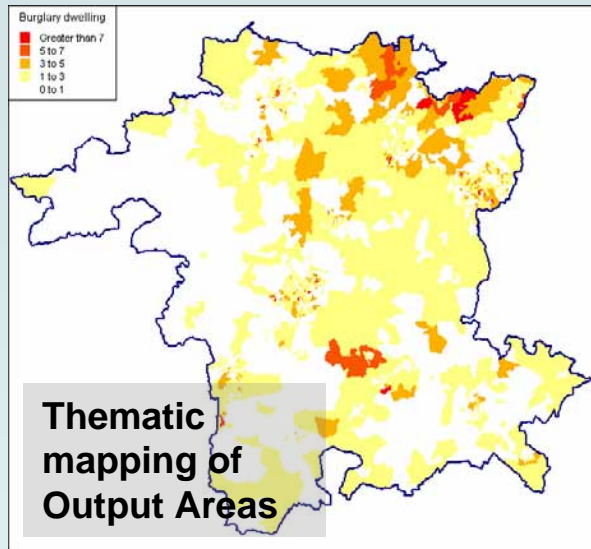 Burglary dwelling
Greater than 7
5 to 7
3 to 5
1 to 3
0 to 1
Thematic
mapping of
Output Areas